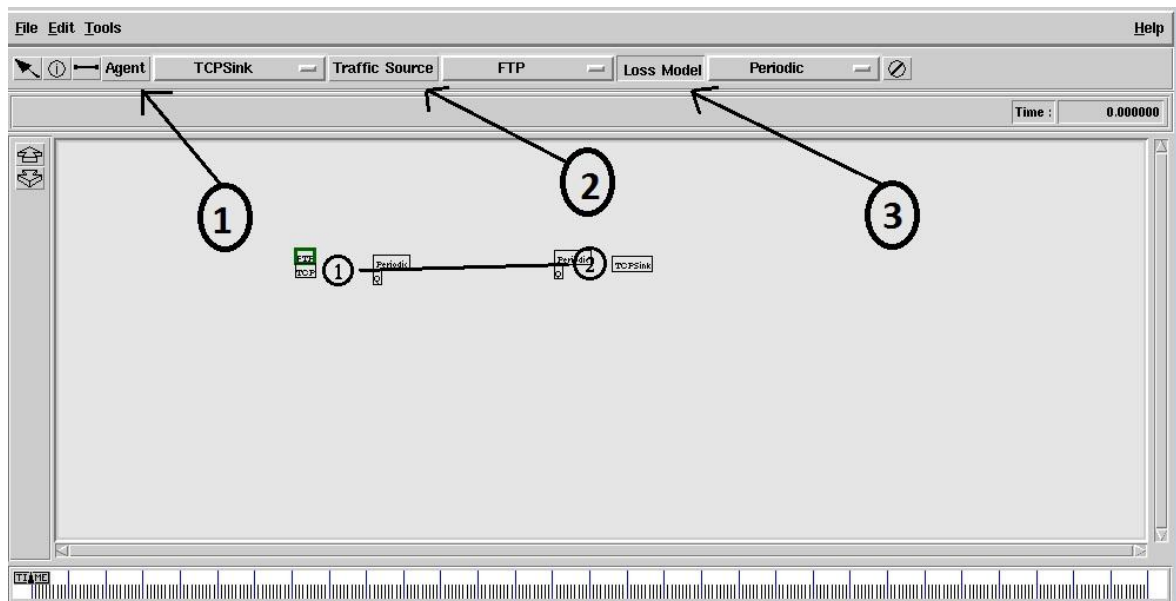 File Edit Tools Help
Agent TCPSink Traffic Source FTP Loss Model Periodic
Time : 0.000000
1 2 3
FTP Periodic Periodic
TCP 1 Q Q 2 TCPSink
TIME